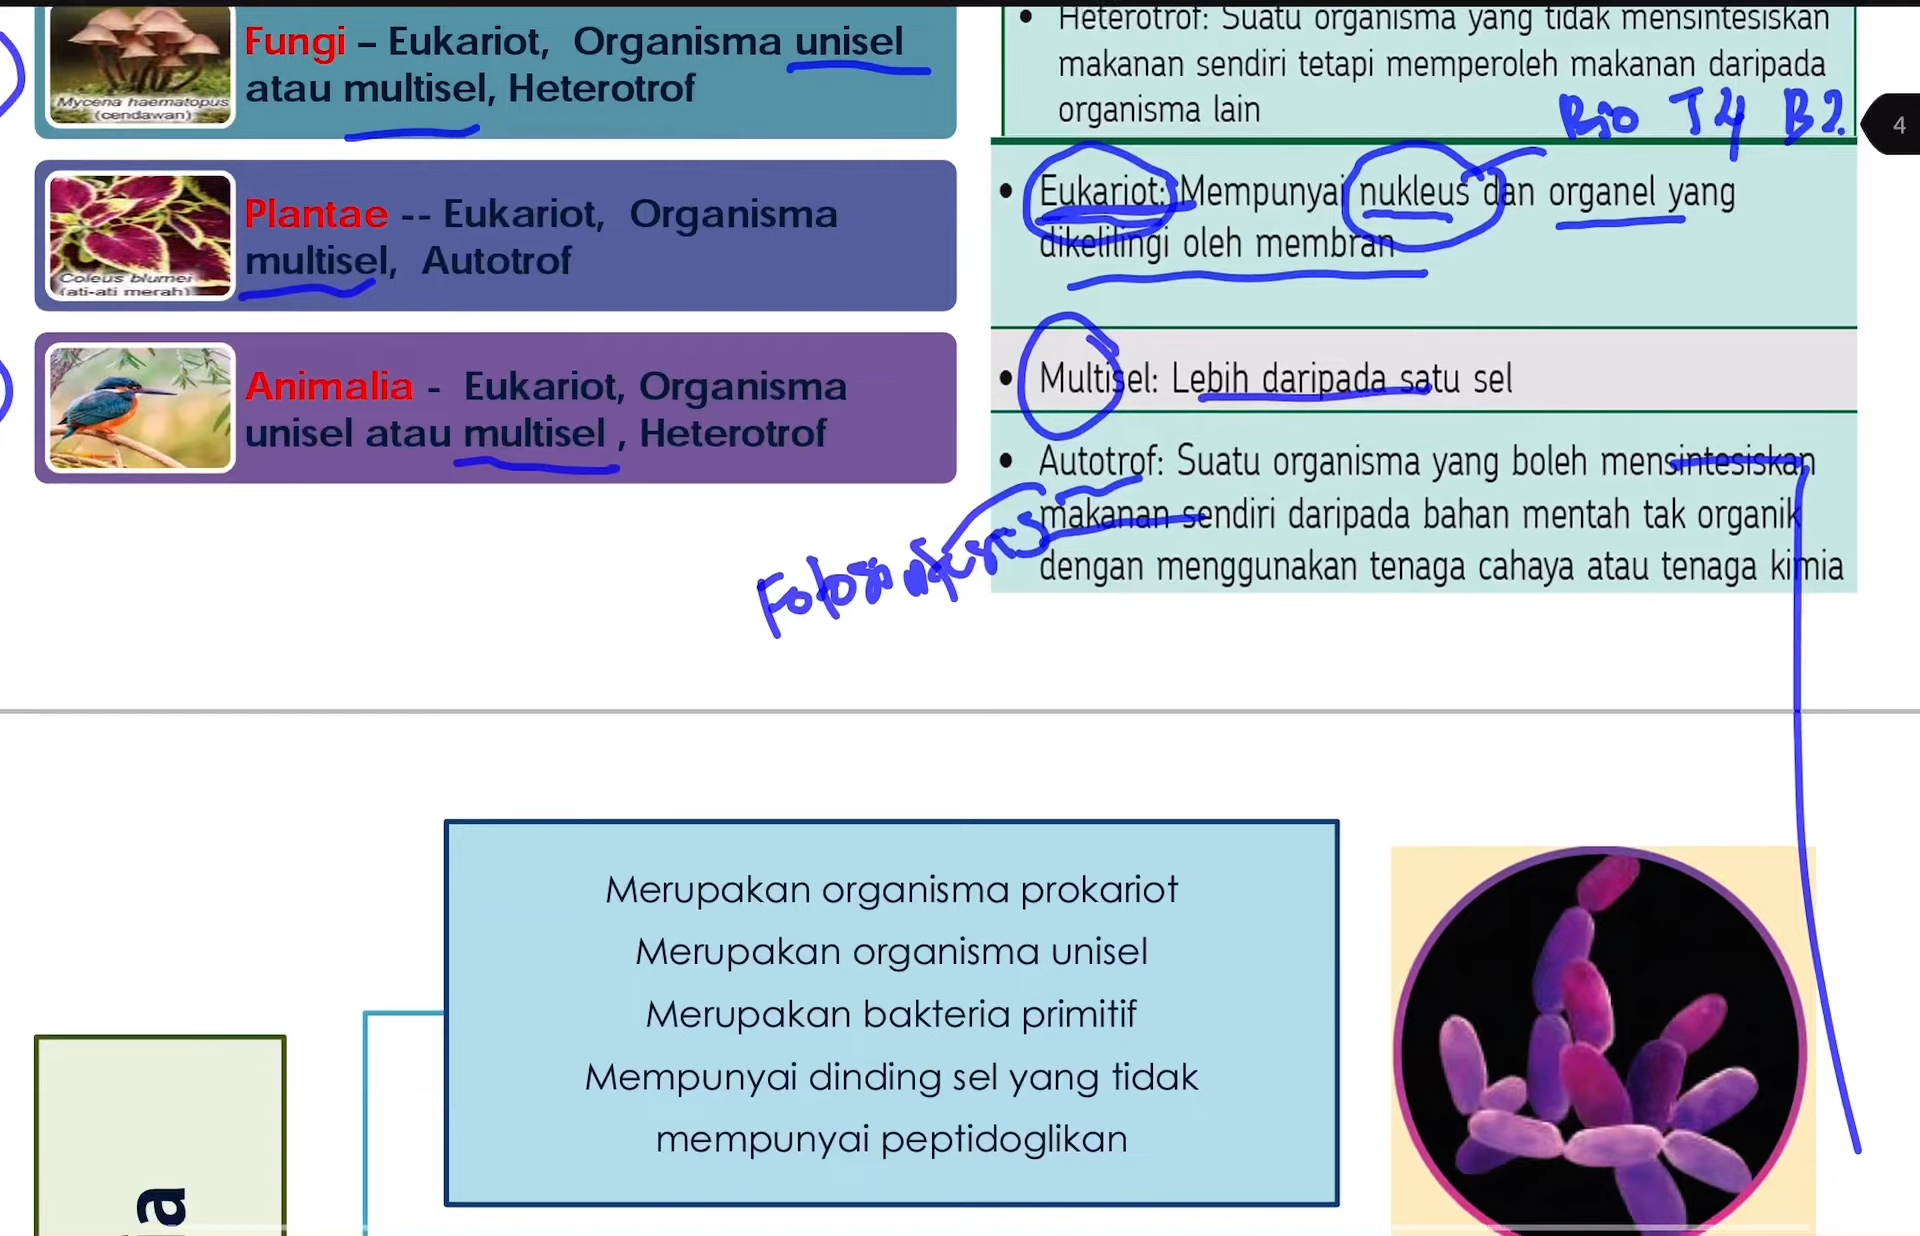 Fungi – Eukariot, Organisma unisel
atau multisel, Heterotrof
Mycena haematopus
(cendawan)
Plantae -- Eukariot, Organisma
multisel, Autotrof
Coleus blumei
(ati-ati merah)
Animalia - Eukariot, Organisma
unisel atau multisel , Heterotrof
• Heterotrof: Suatu organisma yang tidak mensintesiskan
makanan sendiri tetapi memperoleh makanan daripada
organisma lain
Bio T4 B2.
4
• Eukariot: Mempunyai nukleus dan organel yang
dikelilingi oleh membran
• Multisel: Lebih daripada satu sel
• Autotrof: Suatu organisma yang boleh mensintesiskan
makanan sendiri daripada bahan mentah tak organik
dengan menggunakan tenaga cahaya atau tenaga kimia
Fotosintesis
Merupakan organisma prokariot
Merupakan organisma unisel
Merupakan bakteria primitif
Mempunyai dinding sel yang tidak
mempunyai peptidoglikan